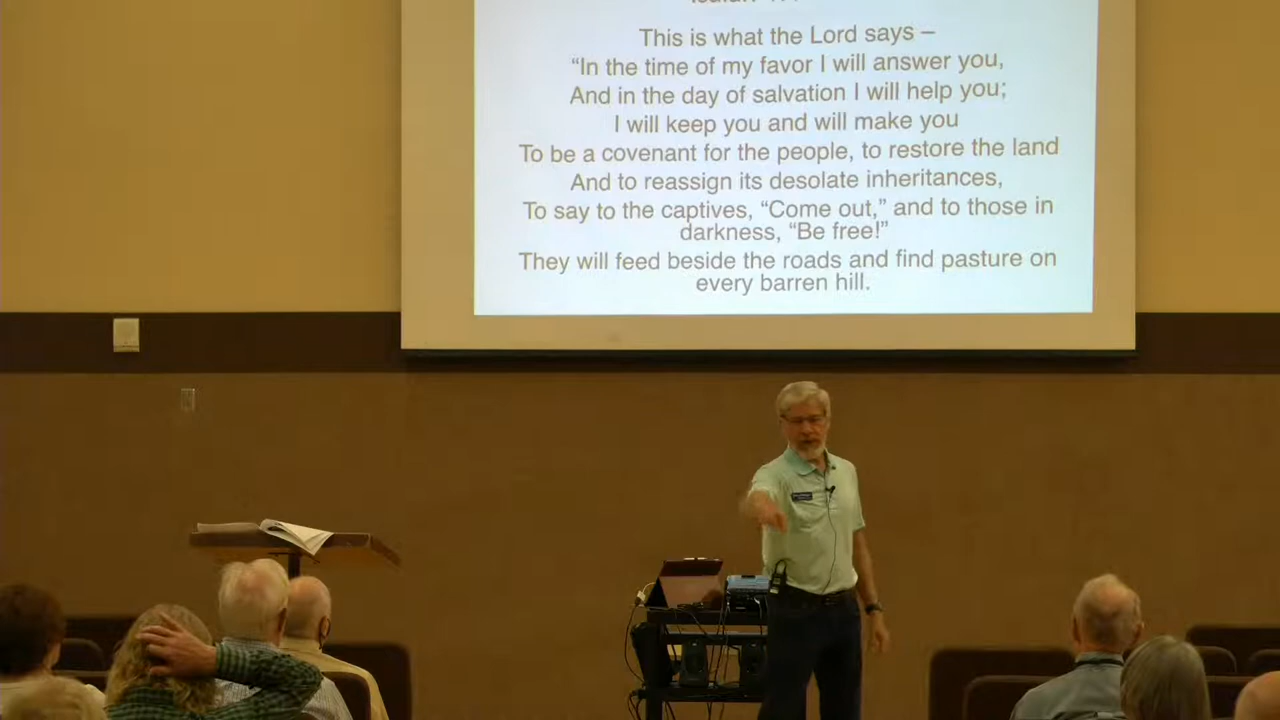 This is what the Lord says –
“In the time of my favor I will answer you,
And in the day of salvation I will help you;
I will keep you and will make you
To be a covenant for the people, to restore the land
And to reassign its desolate inheritances,
To say to the captives, “Come out,” and to those in
darkness, “Be free!”
They will feed beside the roads and find pasture on
every barren hill.